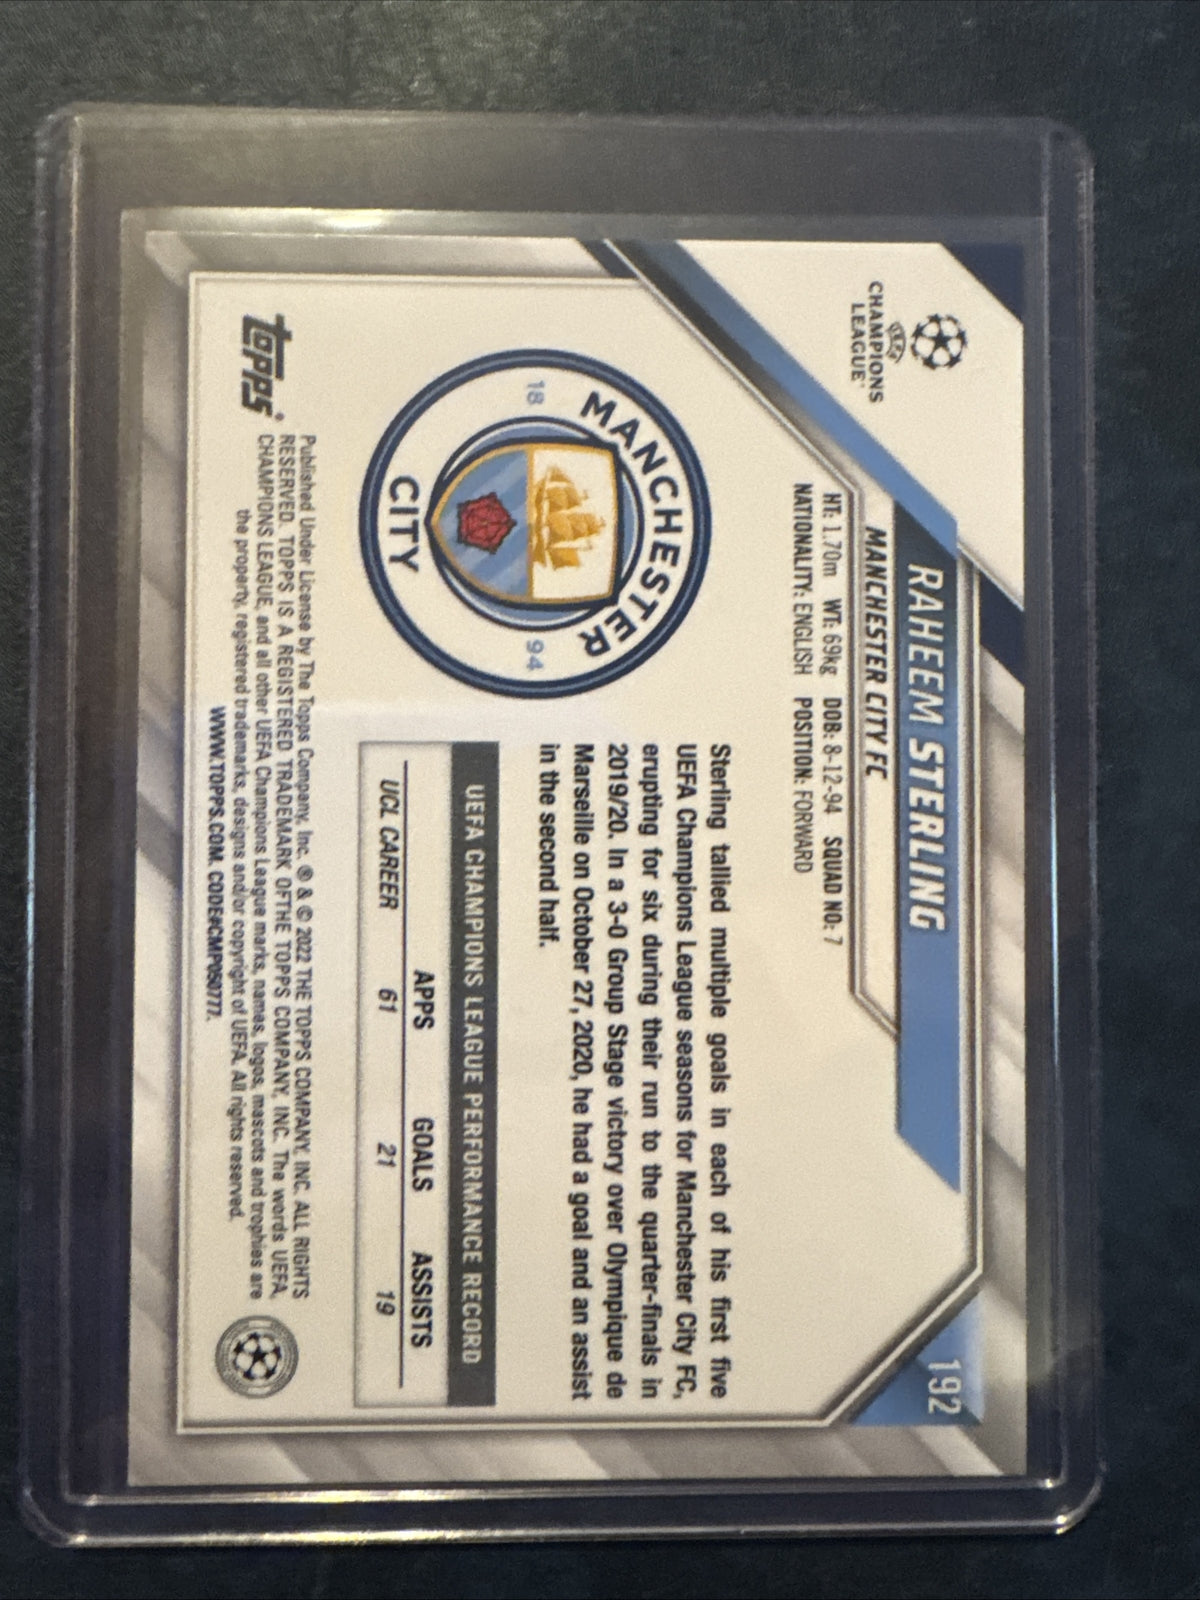 UEFA
CHAMPIONS
LEAGUE
RAHEEM STERLING
192
MANCHESTER CITY FC
HT: 1.70m WT: 69kg DOB: 8-12-94 SQUAD NO: 7
NATIONALITY: ENGLISH POSITION: FORWARD
MANCHESTER
18 94
CITY
Sterling tallied multiple goals in each of his first five
UEFA Champions League seasons for Manchester City FC,
erupting for six during their run to the quarter-finals in
2019/20. In a 3-0 Group Stage victory over Olympique de
Marseille on October 27, 2020, he had a goal and an assist
in the second half.
UEFA CHAMPIONS LEAGUE PERFORMANCE RECORD
APPS GOALS ASSISTS
UCL CAREER 61 21 19
topps®
Published Under License by The Topps Company, Inc. ® & © 2022 THE TOPPS COMPANY, INC. ALL RIGHTS
RESERVED. TOPPS IS A REGISTERED TRADEMARK OF THE TOPPS COMPANY, INC. The words UEFA,
CHAMPIONS LEAGUE, and all other UEFA Champions League marks, names, logos, mascots and trophies are
the property, registered trademarks, designs and/or copyright of UEFA. All rights reserved.
WWW.TOPPS.COM. CODE#CMP050777.